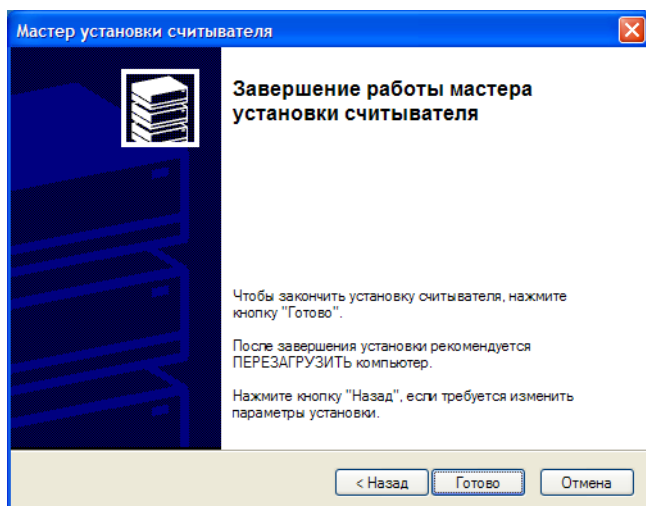 Мастер установки считывателя
Завершение работы мастера
установки считывателя
Чтобы закончить установку считывателя, нажмите
кнопку "Готово".
После завершения установки рекомендуется
ПЕРЕЗАГРУЗИТЬ компьютер.
Нажмите кнопку "Назад", если требуется изменить
параметры установки.
< Назад
Готово
Отмена